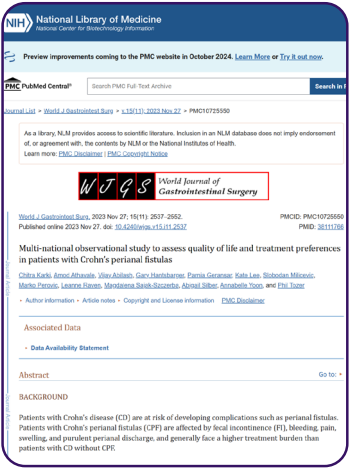 NIH National Library of Medicine
National Center for Biotechnology Information
Preview improvements coming to the PMC website in October 2024. Learn More or Try it out now.
PMC PubMed Central® Search PMC Full-Text Archive Search in F
Journal List > World J Gastrointest Surg > v.15(11); 2023 Nov 27 > PMC10725550
As a library, NLM provides access to scientific literature. Inclusion in an NLM database does not imply endorsement
of, or agreement with, the contents by NLM or the National Institutes of Health.
Learn more: PMC Disclaimer | PMC Copyright Notice
WJGS World Journal of
Gastrointestinal Surgery
World J Gastrointest Surg. 2023 Nov 27; 15(11): 2537–2552. PMCID: PMC10725550
Published online 2023 Nov 27. doi: 10.4240/wjgs.v15.i11.2537 PMID: 38111766
Multi-national observational study to assess quality of life and treatment preferences
in patients with Crohn's perianal fistulas
Chitra Karki, Amod Athavale, Vijay Abilash, Gary Hantsbarger, Parnia Geransar, Kate Lee, Slobodan Milicevic,
Marko Perovic, Leanne Raven, Magdalena Sajak-Szczerba, Abigail Silber, Annabelle Yoon, and Phil Tozer
Author information Article notes Copyright and License information PMC Disclaimer
Associated Data
Data Availability Statement
Abstract Go to:
BACKGROUND
Patients with Crohn's disease (CD) are at risk of developing complications such as perianal fistulas.
Patients with Crohn's perianal fistulas (CPF) are affected by fecal incontinence (FI), bleeding, pain,
swelling, and purulent perianal discharge, and generally face a higher treatment burden than
patients with CD without CPF.
Journal Article
Journal Article